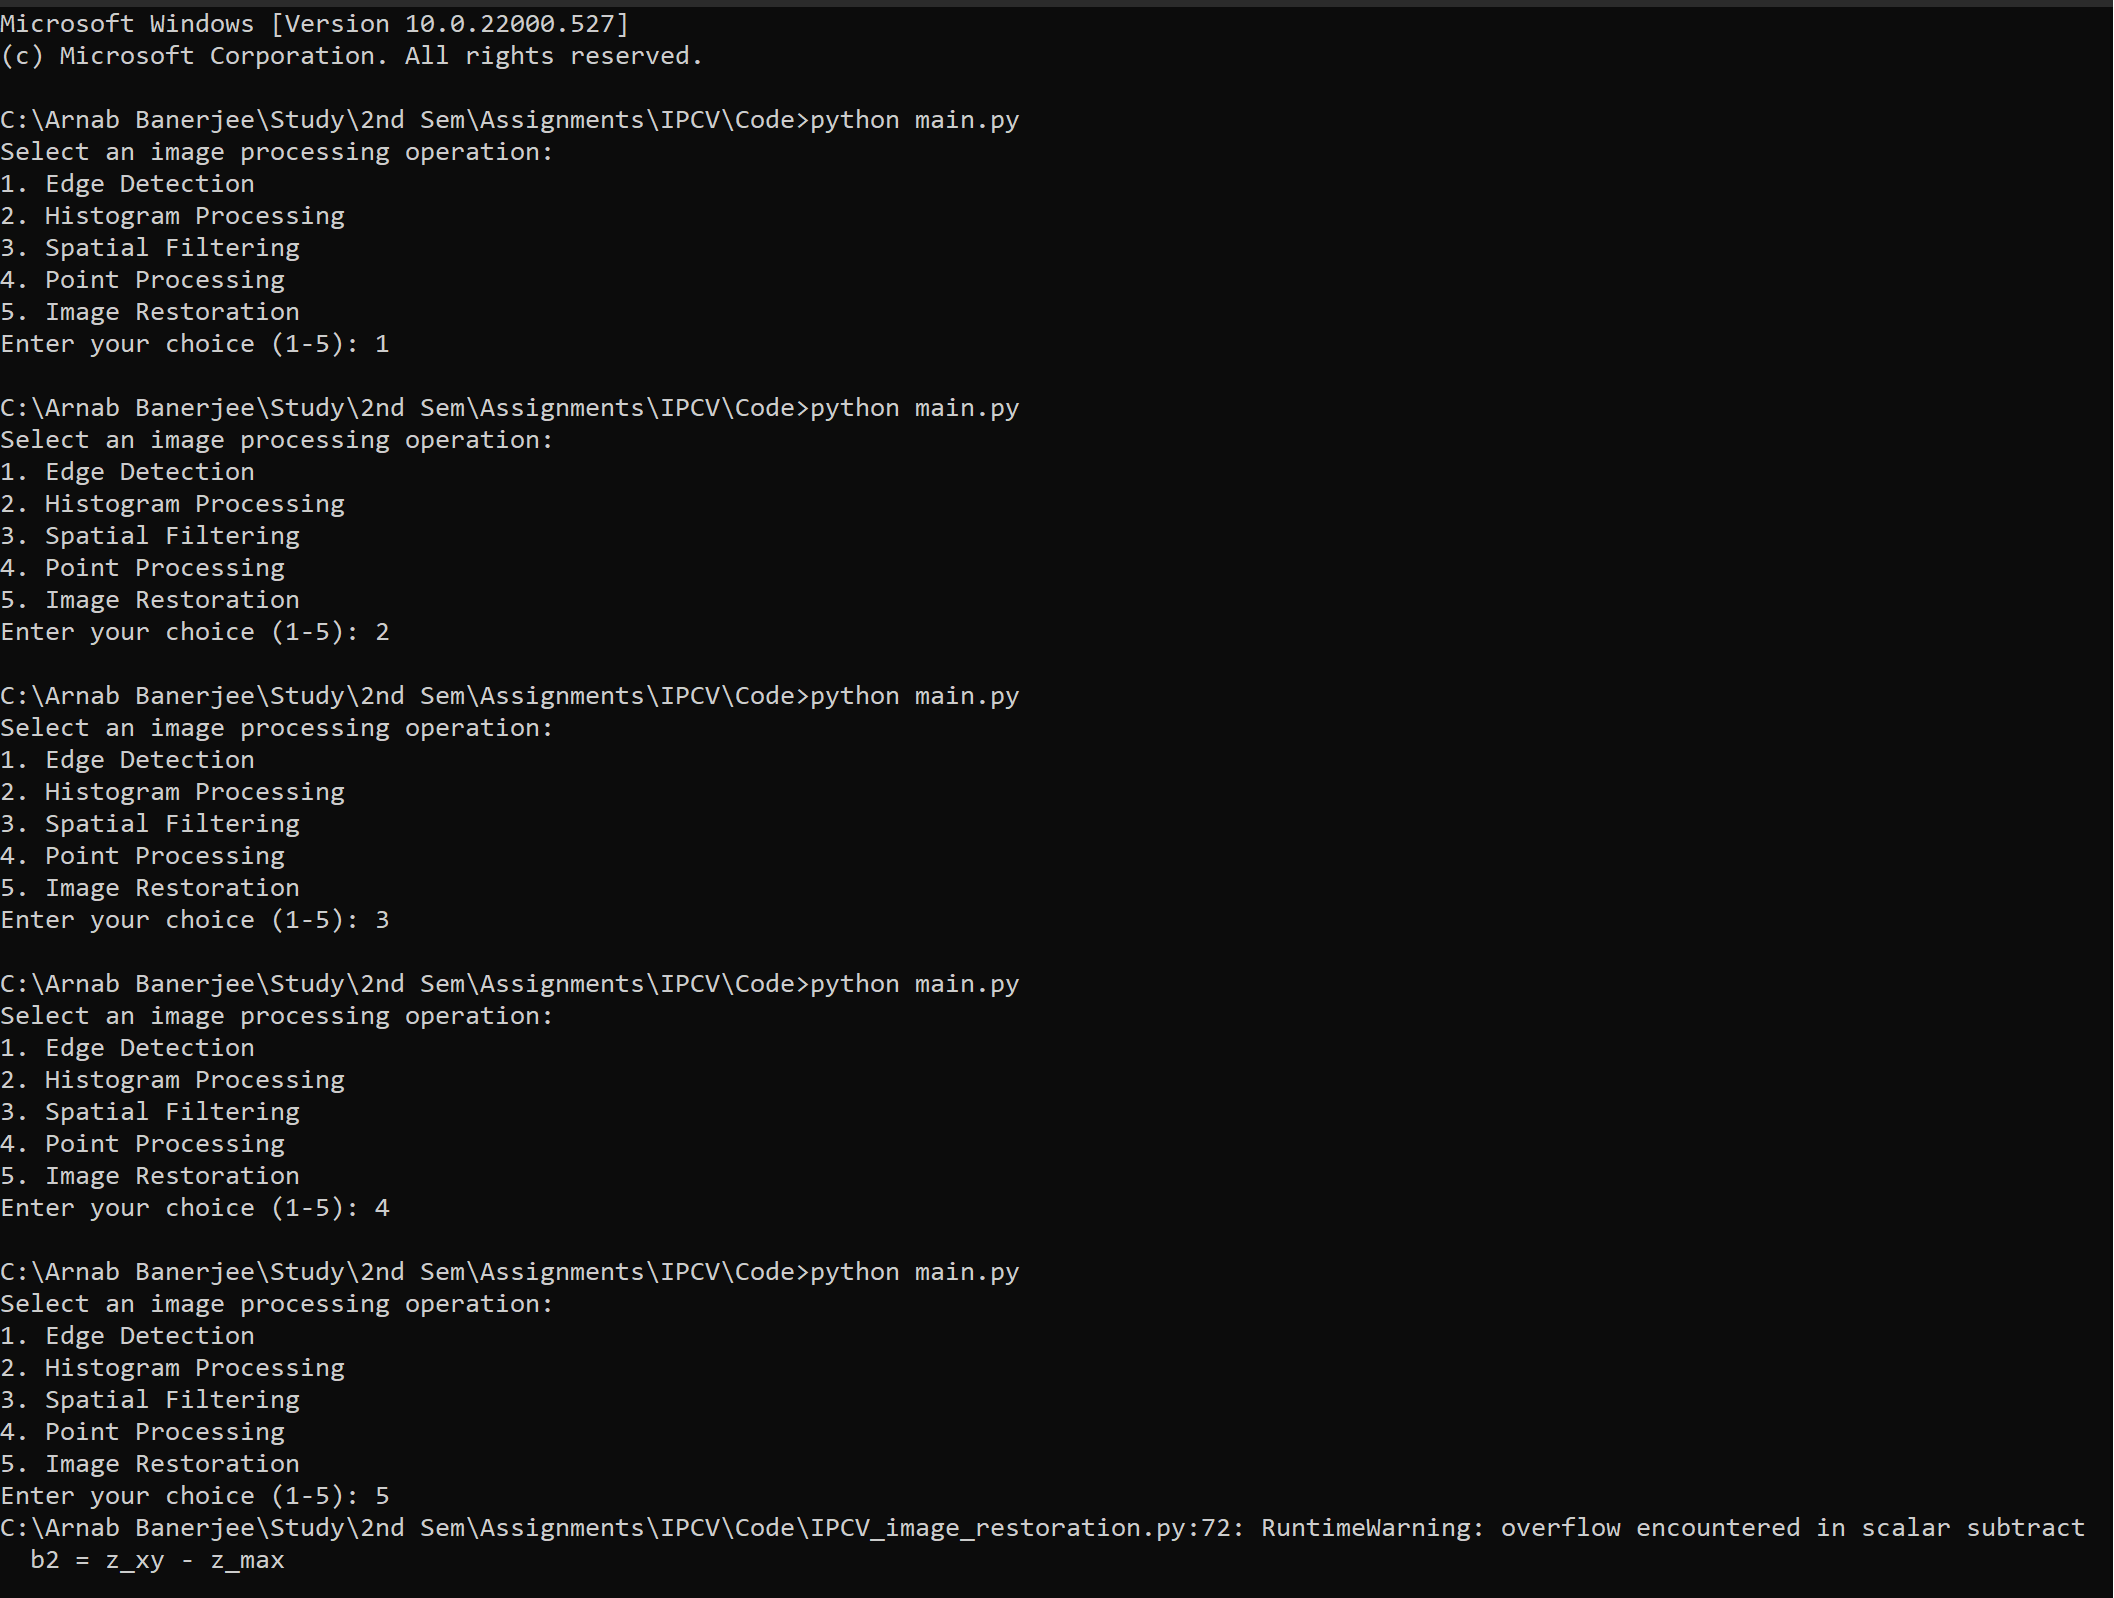 Microsoft Windows [Version 10.0.22000.527]
(c) Microsoft Corporation. All rights reserved.

C:\Arnab Banerjee\Study\2nd Sem\Assignments\IPCV\Code>python main.py
Select an image processing operation:
1. Edge Detection
2. Histogram Processing
3. Spatial Filtering
4. Point Processing
5. Image Restoration
Enter your choice (1-5): 1

C:\Arnab Banerjee\Study\2nd Sem\Assignments\IPCV\Code>python main.py
Select an image processing operation:
1. Edge Detection
2. Histogram Processing
3. Spatial Filtering
4. Point Processing
5. Image Restoration
Enter your choice (1-5): 2

C:\Arnab Banerjee\Study\2nd Sem\Assignments\IPCV\Code>python main.py
Select an image processing operation:
1. Edge Detection
2. Histogram Processing
3. Spatial Filtering
4. Point Processing
5. Image Restoration
Enter your choice (1-5): 3

C:\Arnab Banerjee\Study\2nd Sem\Assignments\IPCV\Code>python main.py
Select an image processing operation:
1. Edge Detection
2. Histogram Processing
3. Spatial Filtering
4. Point Processing
5. Image Restoration
Enter your choice (1-5): 4

C:\Arnab Banerjee\Study\2nd Sem\Assignments\IPCV\Code>python main.py
Select an image processing operation:
1. Edge Detection
2. Histogram Processing
3. Spatial Filtering
4. Point Processing
5. Image Restoration
Enter your choice (1-5): 5
C:\Arnab Banerjee\Study\2nd Sem\Assignments\IPCV\Code\IPCV_image_restoration.py:72: RuntimeWarning: overflow encountered in scalar subtract
  b2 = z_xy - z_max